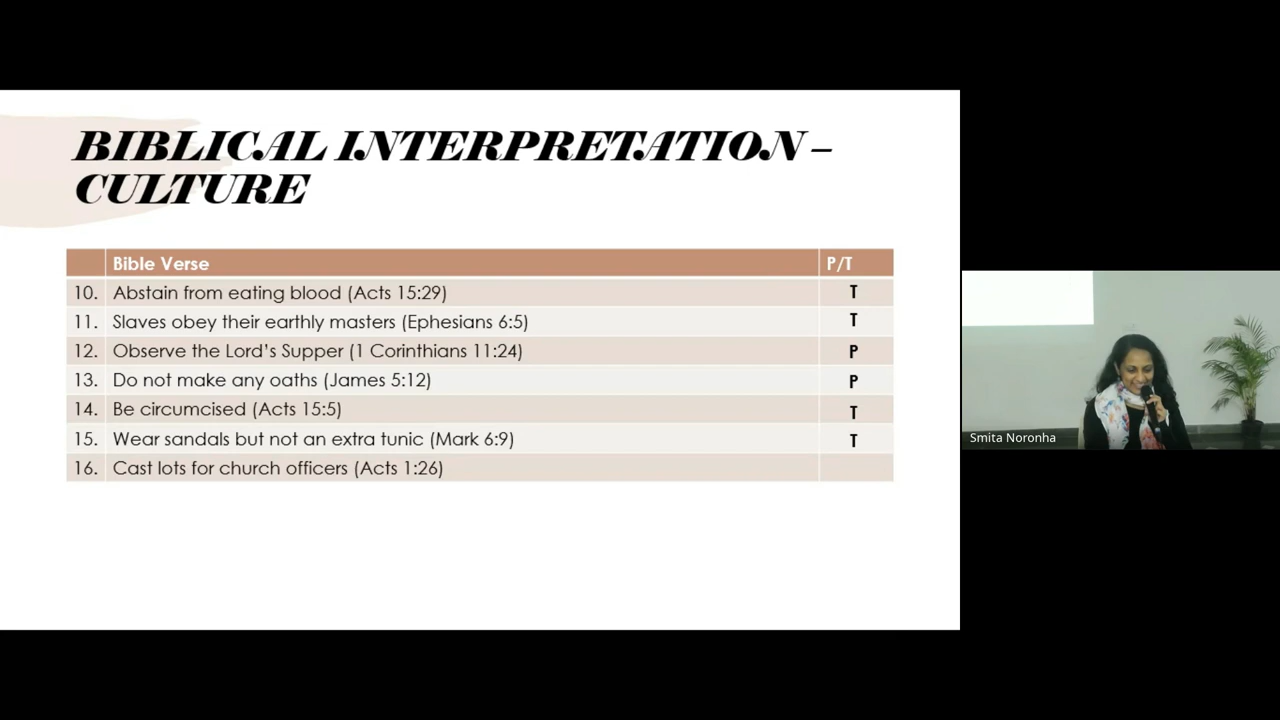 BIBLICAL INTERPRETATION –
CULTURE
Bible Verse P/T
10. Abstain from eating blood (Acts 15:29) T
11. Slaves obey their earthly masters (Ephesians 6:5) T
12. Observe the Lord’s Supper (1 Corinthians 11:24) P
13. Do not make any oaths (James 5:12) P
14. Be circumcised (Acts 15:5) T
15. Wear sandals but not an extra tunic (Mark 6:9) T
16. Cast lots for church officers (Acts 1:26)
Smita Noronha